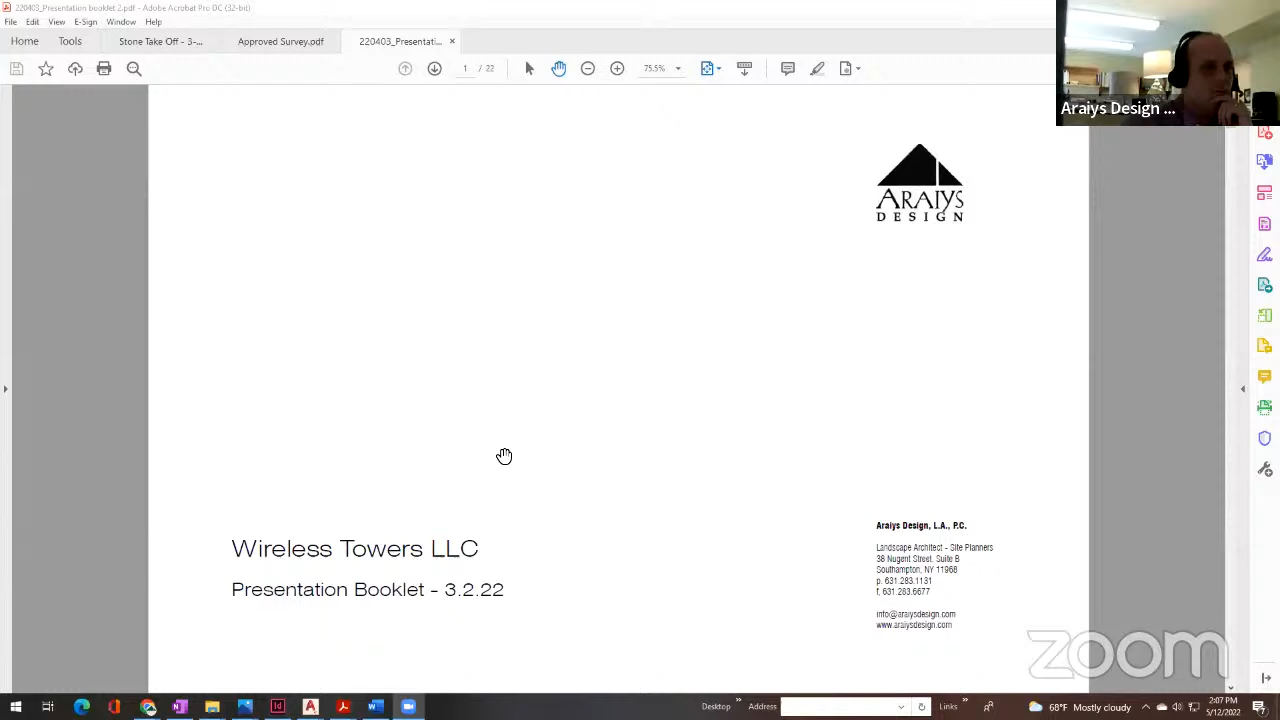 220403_Presentation booklet 2.pdf - Adobe Acrobat Pro DC (32-bit)
File Edit View E-Sign Window Help
Home Tools Stone Take Off - 3-... Approved Survey.pdf 220403_Presentati... ×
1 / 22 75.5%
Araiys Design ...
ARAIYS
DESIGN
Araiys Design, L.A., P.C.
Landscape Architect - Site Planners
38 Nugent Street, Suite B
Southampton, NY 11968
p. 631.283.1131
f. 631.283.6677
info@araiysdesign.com
www.araiysdesign.com
Wireless Towers LLC
Presentation Booklet - 3.2.22
zoom
Desktop » Address Links » 68°F Mostly cloudy 2:07 PM
5/12/2022